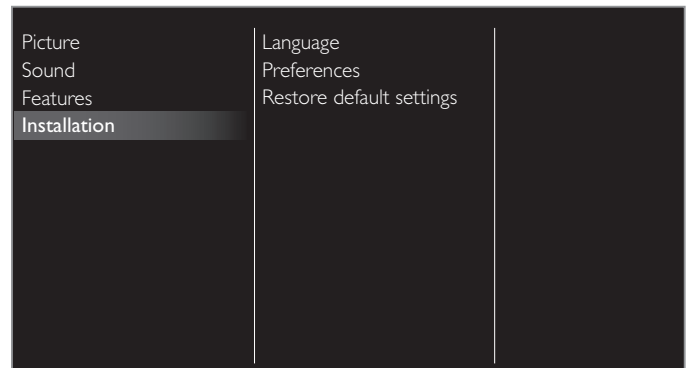 Picture
Sound
Features
Installation
Language
Preferences
Restore default settings